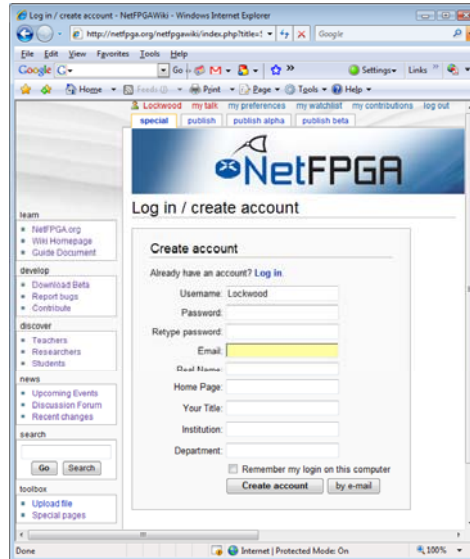 Log in / create account - NetFPGAWiki - Windows Internet Explorer
http://netfpga.org/netfpgawiki/index.php?title=S Google
File Edit View Favorites Tools Help
Google G Go M Settings Links
Home Feeds (J) Print Page Tools Help
Lockwood my talk my preferences my watchlist my contributions log out
special publish publish alpha publish beta
NetFPGA
Log in / create account
learn
NetFPGA.org
Wiki Homepage
Guide Document
develop
Download Beta
Report bugs
Contribute
discover
Teachers
Researchers
Students
news
Upcoming Events
Discussion Forum
Recent changes
search
Go Search
toolbox
Upload file
Special pages
Create account
Already have an account? Log in.
Username: Lockwood
Password:
Retype password:
Email:
Real Name:
Home Page:
Your Title:
Institution:
Department:
Remember my login on this computer
Create account by e-mail
Done Internet | Protected Mode: On 100%